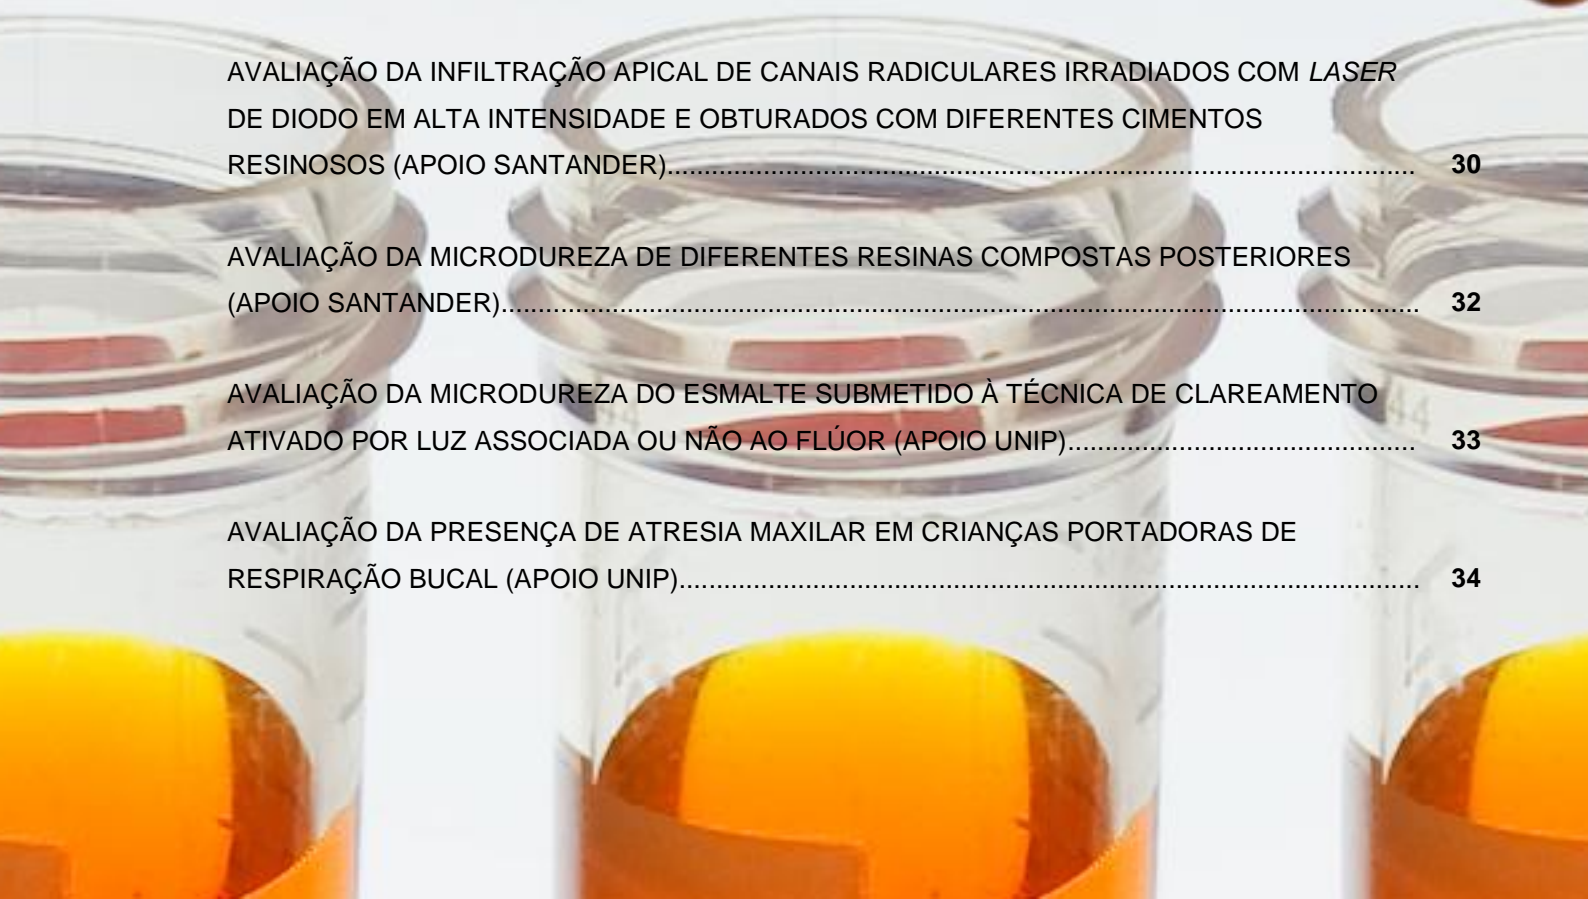 AVALIAÇÃO DA INFILTRAÇÃO APICAL DE CANAIS RADICULARES IRRADIADOS COM LASER
DE DIODO EM ALTA INTENSIDADE E OBTURADOS COM DIFERENTES CIMENTOS
RESINOSOS (APOIO SANTANDER)........................................................................................................ 30
AVALIAÇÃO DA MICRODUREZA DE DIFERENTES RESINAS COMPOSTAS POSTERIORES
(APOIO SANTANDER)................................................................................................................................ 32
AVALIAÇÃO DA MICRODUREZA DO ESMALTE SUBMETIDO À TÉCNICA DE CLAREAMENTO
ATIVADO POR LUZ ASSOCIADA OU NÃO AO FLÚOR (APOIO UNIP)................................................ 33
AVALIAÇÃO DA PRESENÇA DE ATRESIA MAXILAR EM CRIANÇAS PORTADORAS DE
RESPIRAÇÃO BUCAL (APOIO UNIP)....................................................................................................... 34